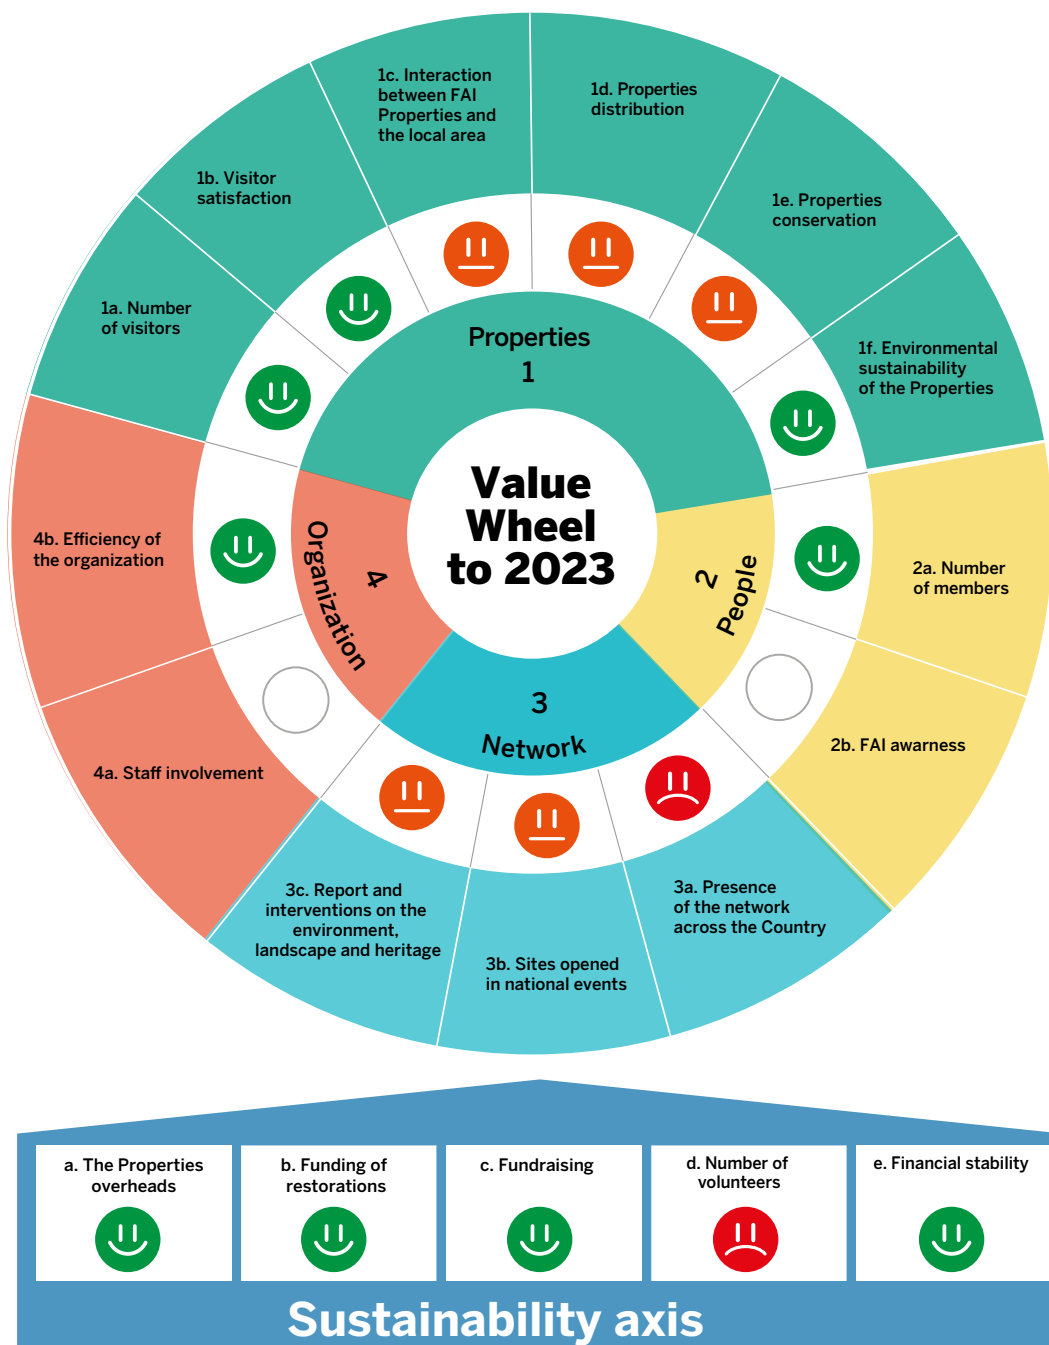 1c. Interaction
between FAI
Properties and
the local area
1d. Properties
distribution
1b. Visitor
satisfaction
1e. Properties
conservation
1a. Number
of visitors
1f. Environmental
sustainability
of the Properties
Properties
1
Value
Wheel
to 2023
4b. Efficiency of
the organization
Organization
4
2
People
2a. Number
of members
3
Network
4a. Staff involvement
2b. FAI awarness
3c. Report and
interventions on the
environment,
landscape and heritage
3b. Sites opened
in national events
3a. Presence
of the network
across the Country
a. The Properties
overheads
b. Funding of
restorations
c. Fundraising
d. Number of
volunteers
e. Financial stability
Sustainability axis